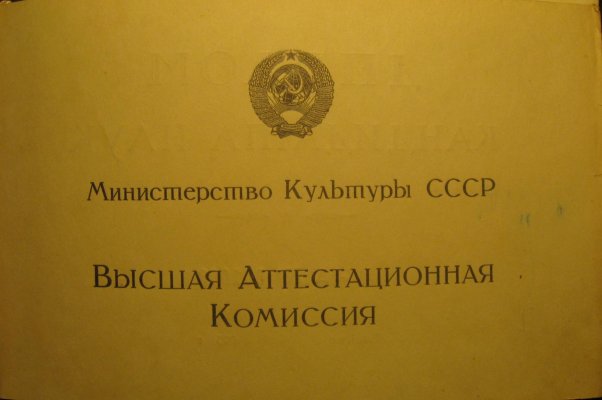 Министерство Культуры СССР
Высшая Аттестационная
Комиссия